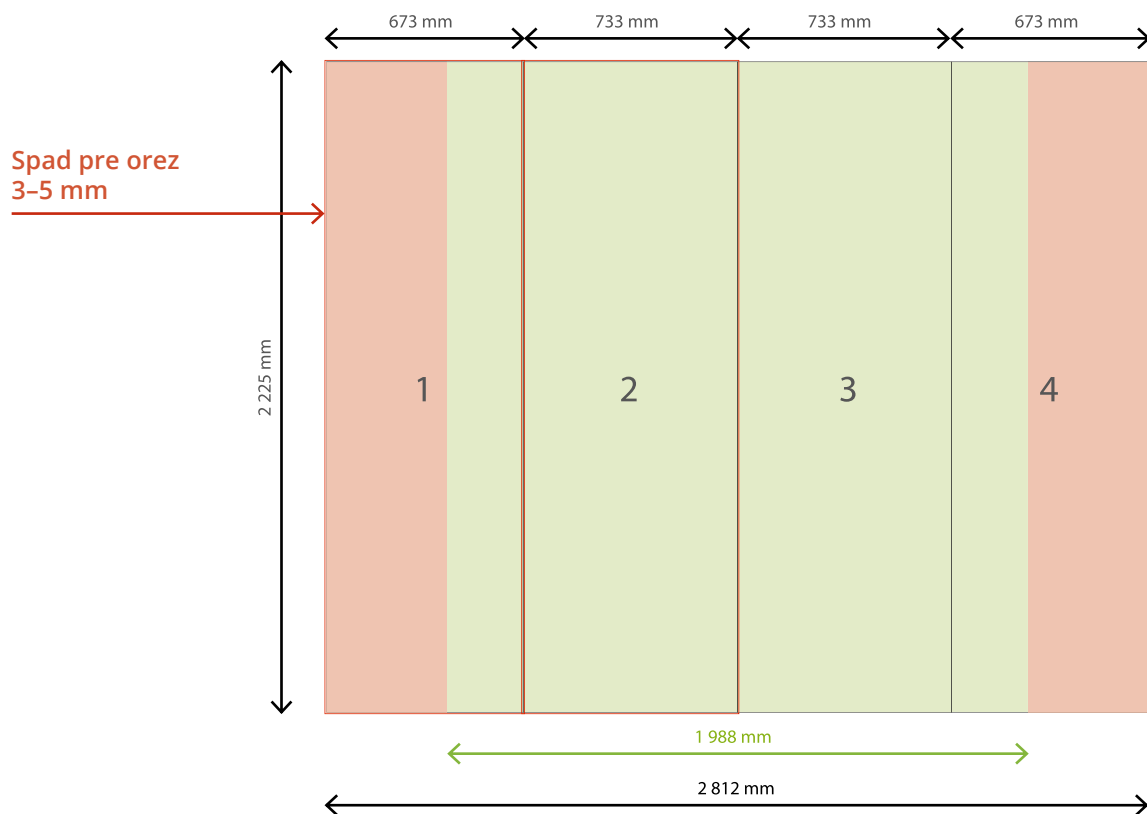 673 mm
733 mm
733 mm
673 mm
Spad pre orez
3–5 mm
2 225 mm
1
2
3
4
1 988 mm
2 812 mm